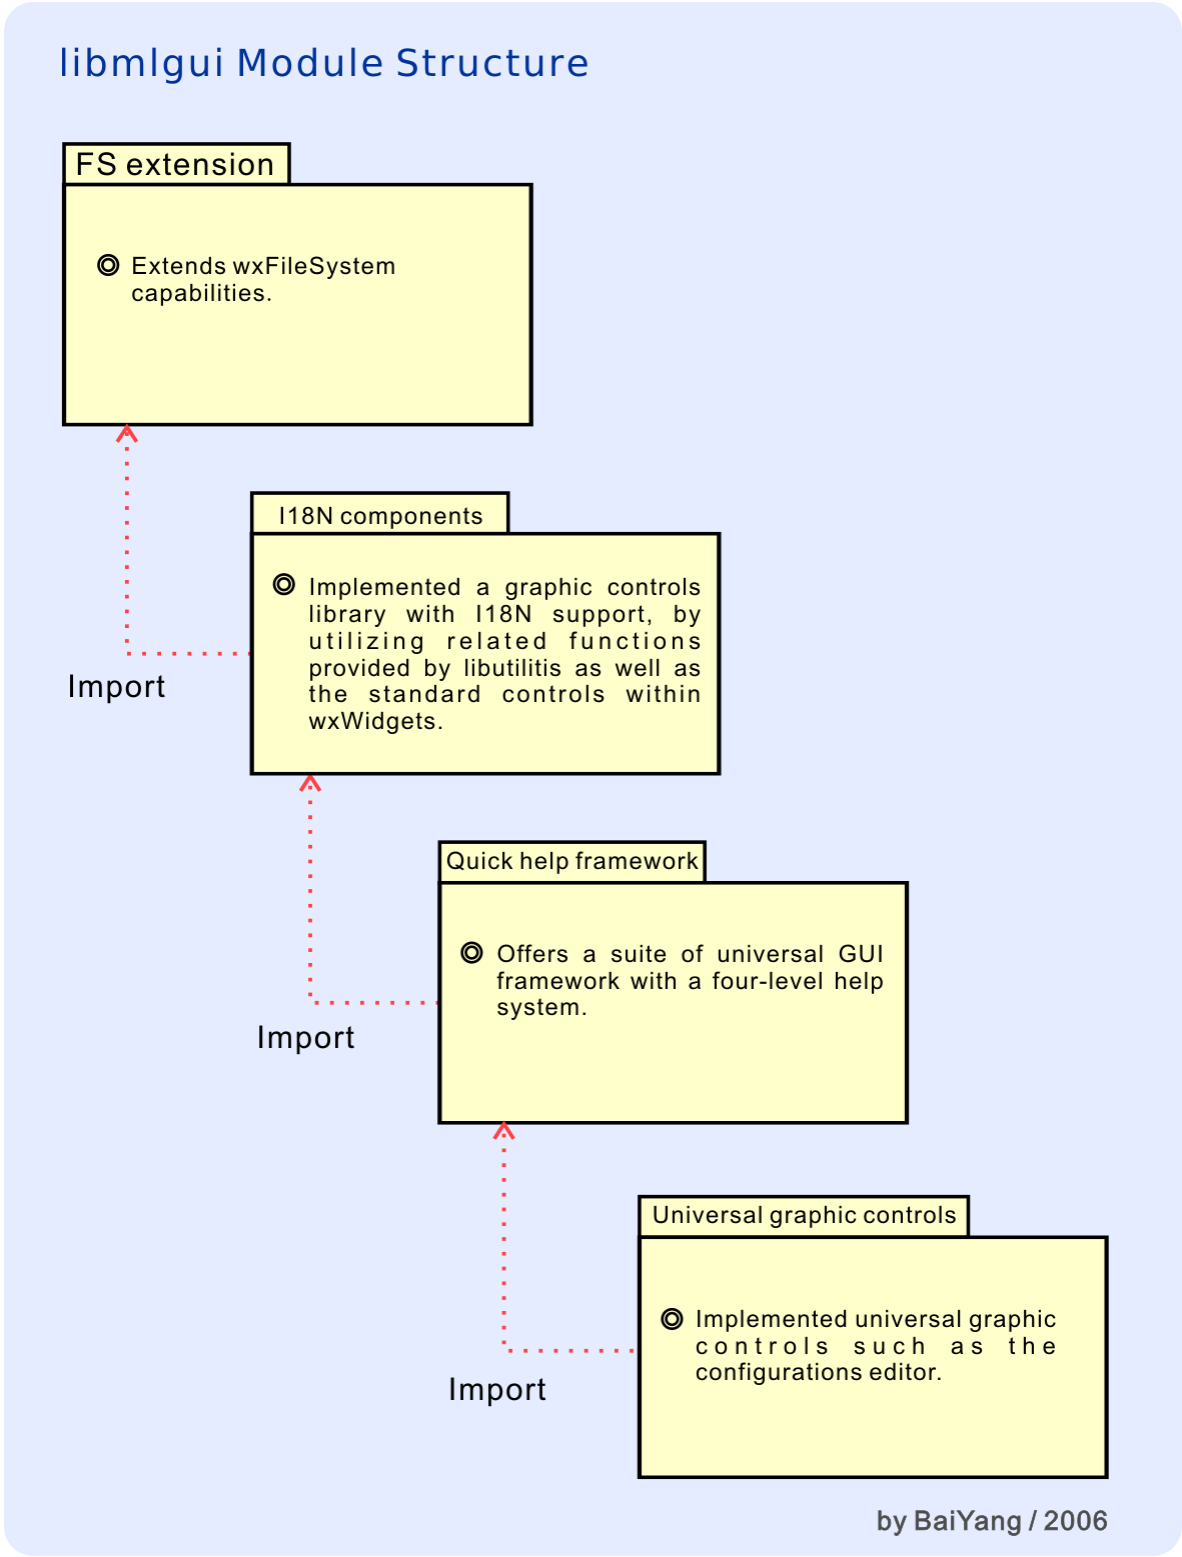 libmlgui Module Structure
FS extension
Extends wxFileSystem
capabilities.
I18N components
Implemented a graphic controls
library with I18N support, by
utilizing related functions
provided by libutilitis as well as
the standard controls within
wxWidgets.
Import
Quick help framework
Offers a suite of universal GUI
framework with a four-level help
system.
Import
Universal graphic controls
Implemented universal graphic
controls such as the
configurations editor.
Import
by BaiYang / 2006